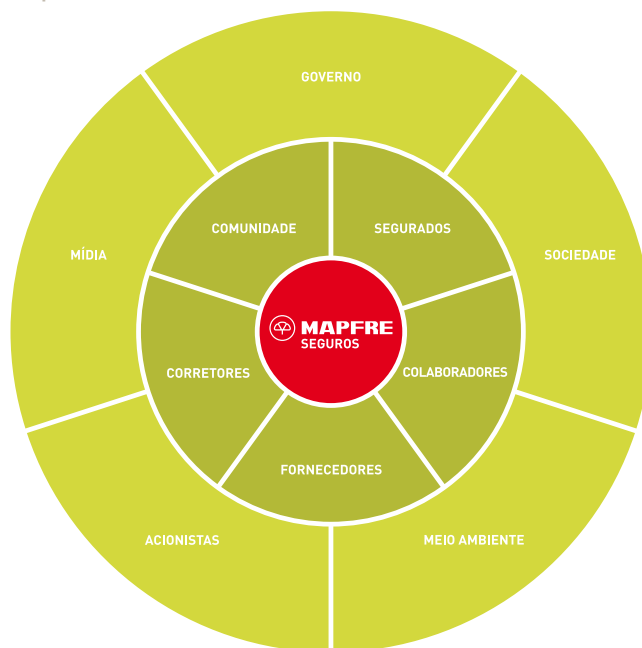 GOVERNO
COMUNIDADE
SEGURADOS
MÍDIA
SOCIEDADE
MAPFRE
SEGUROS
CORRETORES
COLABORADORES
FORNECEDORES
ACIONISTAS
MEIO AMBIENTE